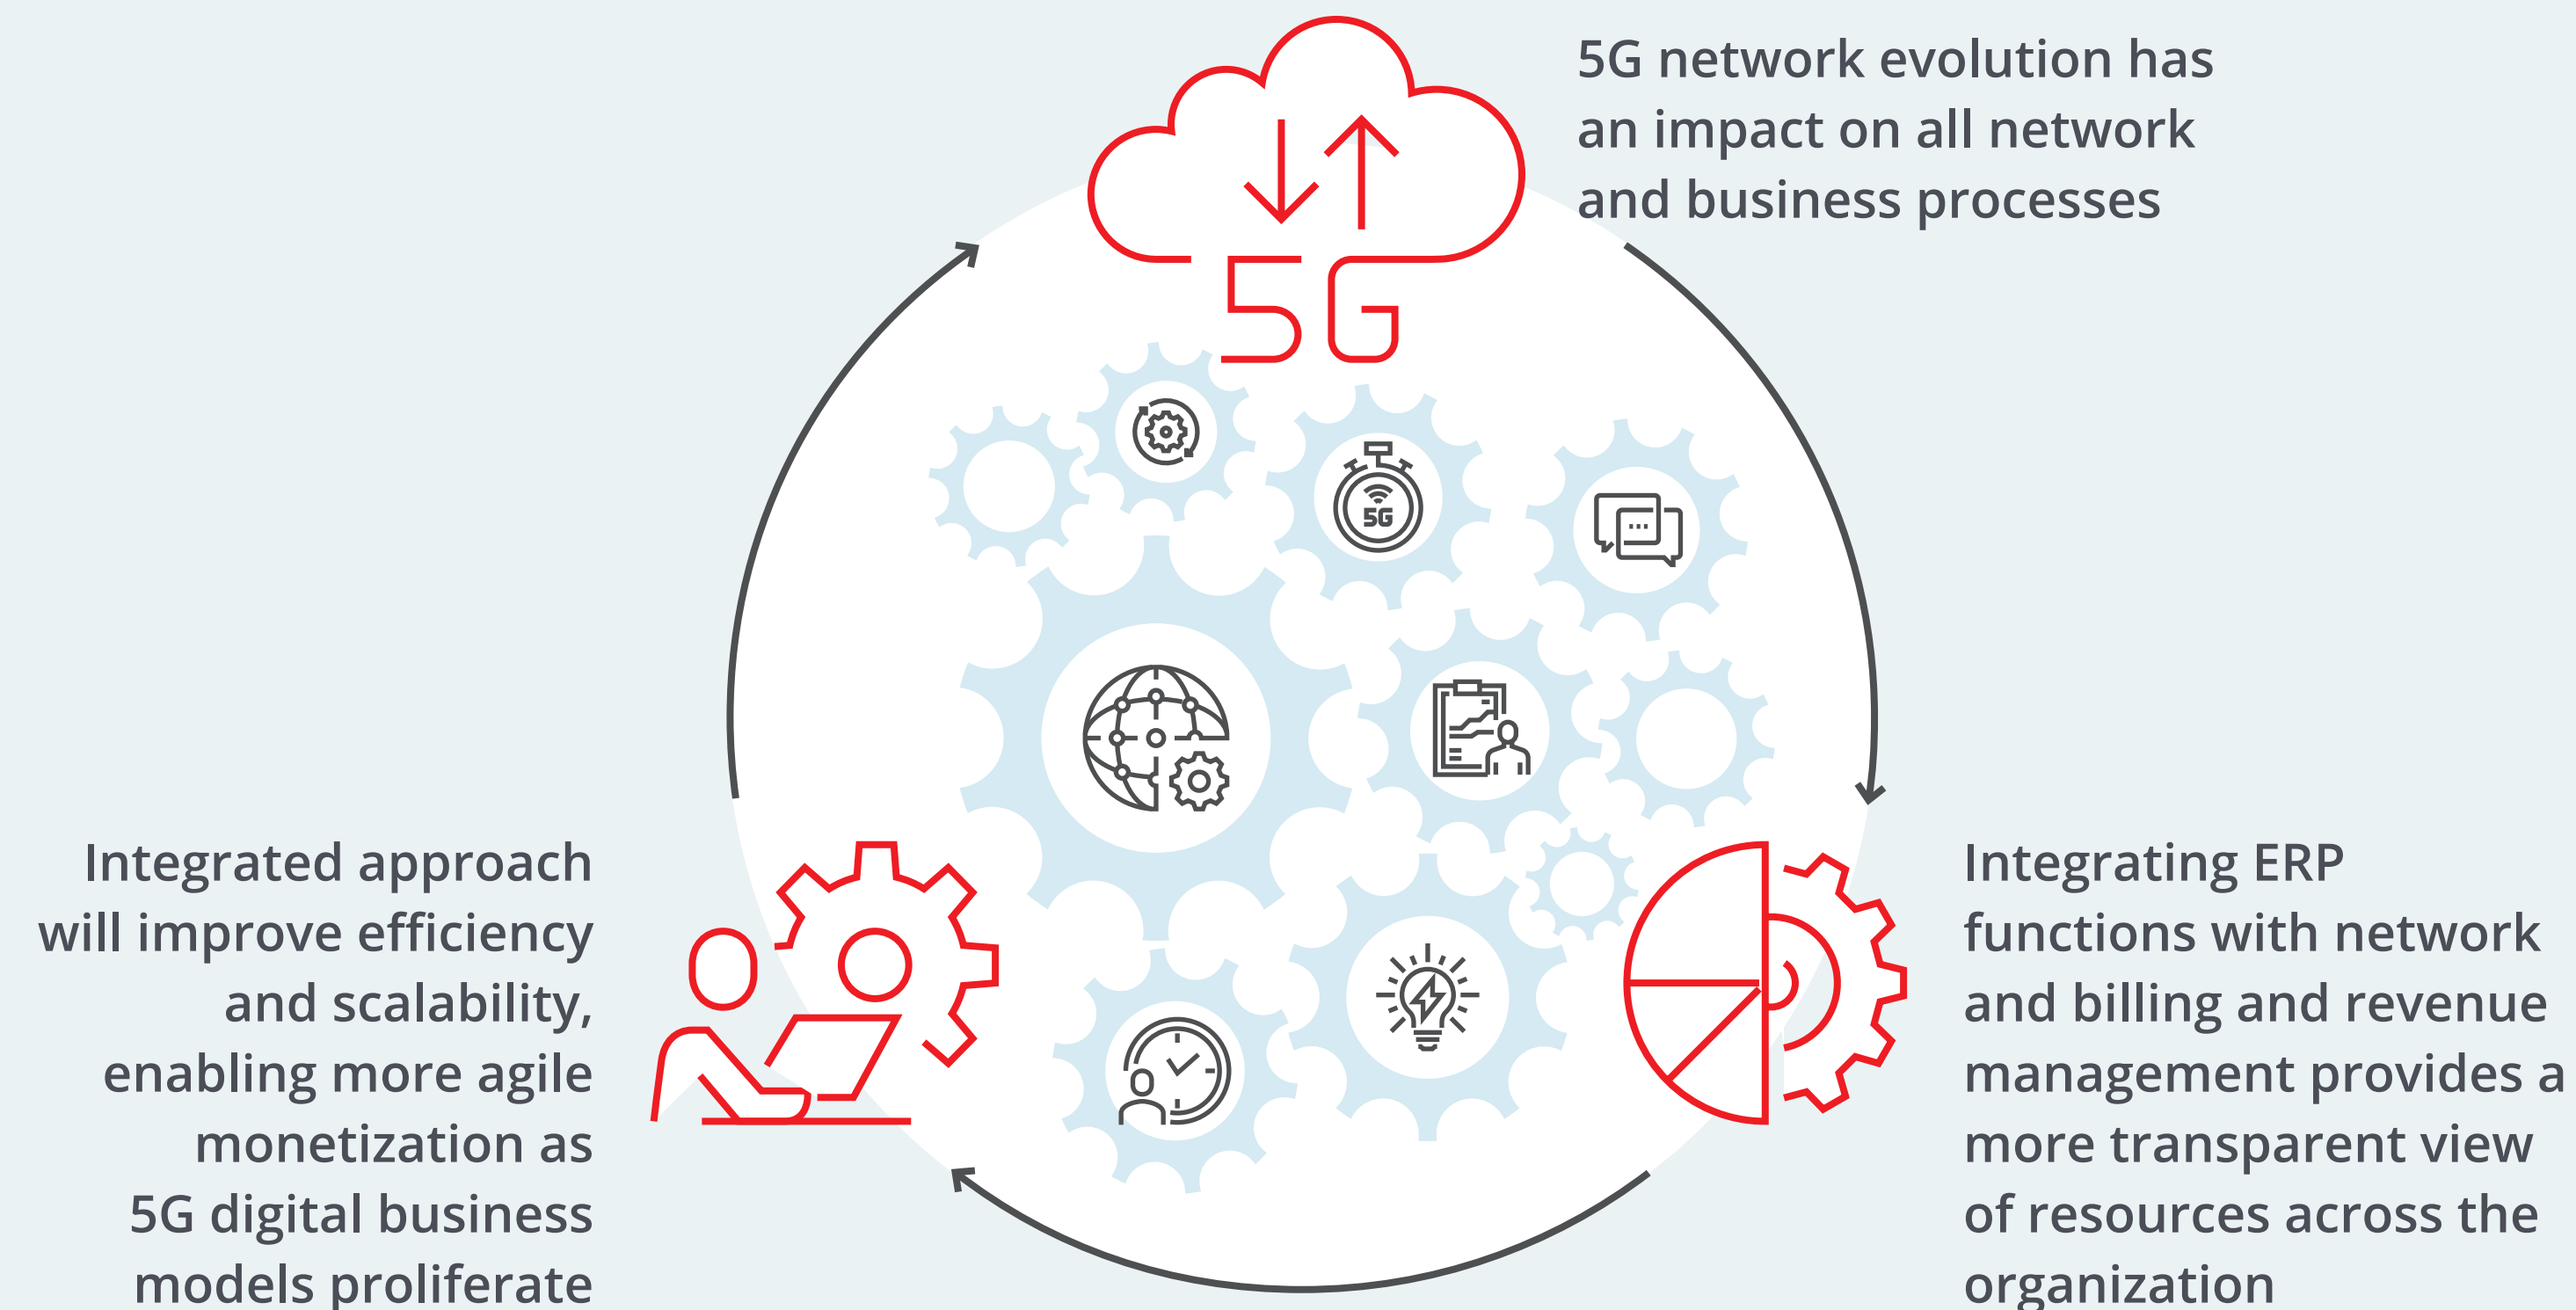 5G network evolution has
an impact on all network
and business processes
5G
5G
Integrated approach
will improve efficiency
and scalability,
enabling more agile
monetization as
5G digital business
models proliferate
Integrating ERP
functions with network
and billing and revenue
management provides a
more transparent view
of resources across the
organization